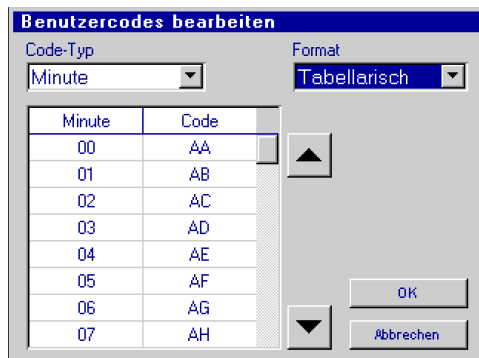 Benutzercodes bearbeiten
Code-Typ Format
Minute Tabellarisch
Minute Code
00 AA
01 AB
02 AC
03 AD
04 AE
05 AF
06 AG
07 AH
OK
Abbrechen